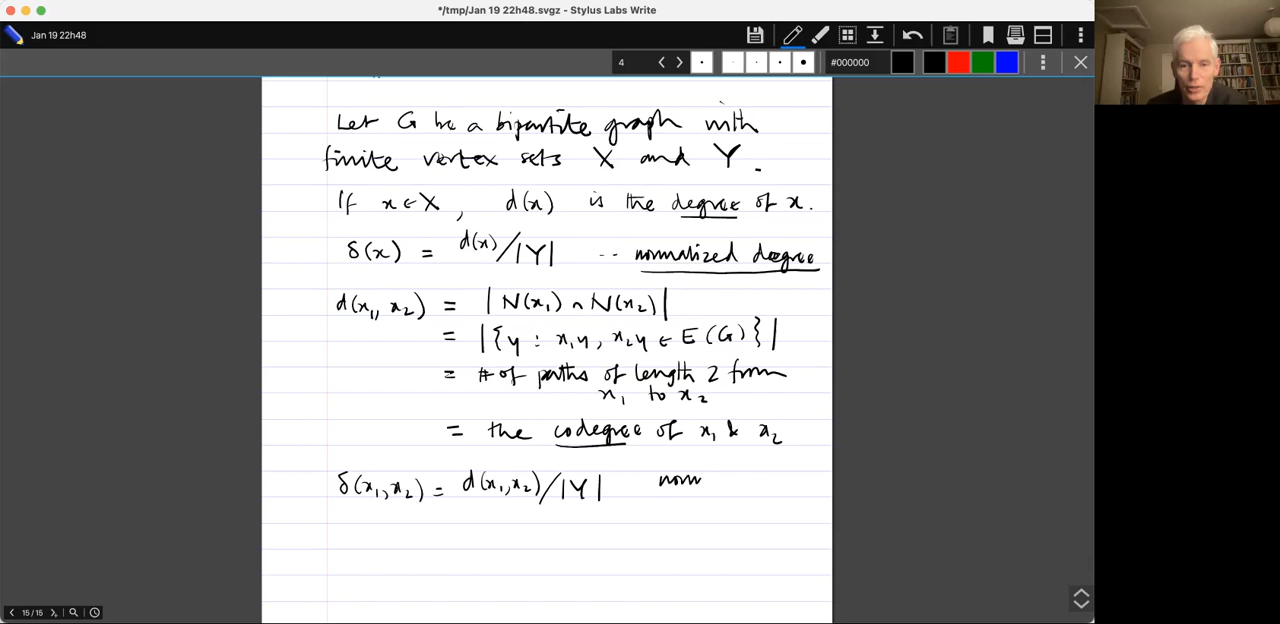 */tmp/Jan 19 22h48.svgz - Stylus Labs Write
Jan 19 22h48
4
#000000
Let G be a bipartite graph with
finite vertex sets X and Y.
If x ∈ X, d(x) is the degree of x.
δ(x) = d(x)/|Y| -- normalized degree
d(x₁, x₂) = |N(x₁) ∩ N(x₂)|
= |{y : x₁y, x₂y ∈ E(G)}|
= # of paths of length 2 from
x₁ to x₂
= the codegree of x₁ & x₂
δ(x₁, x₂) = d(x₁, x₂)/|Y| norm
15/15